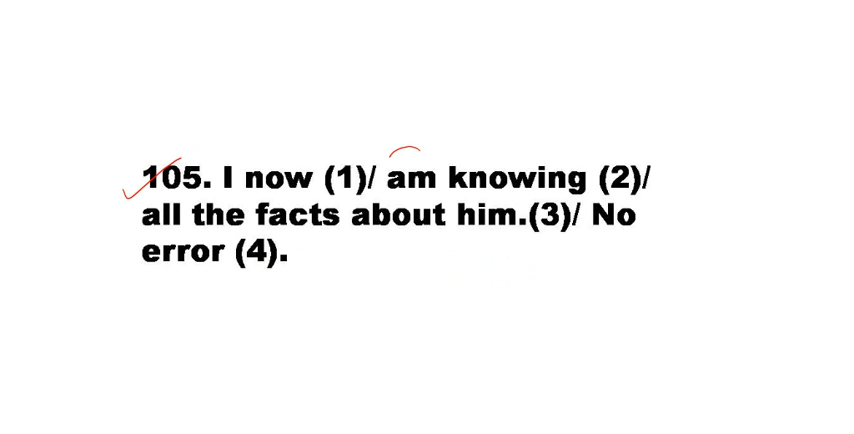 105. I now (1)/ am knowing (2)/
all the facts about him.(3)/ No
error (4).